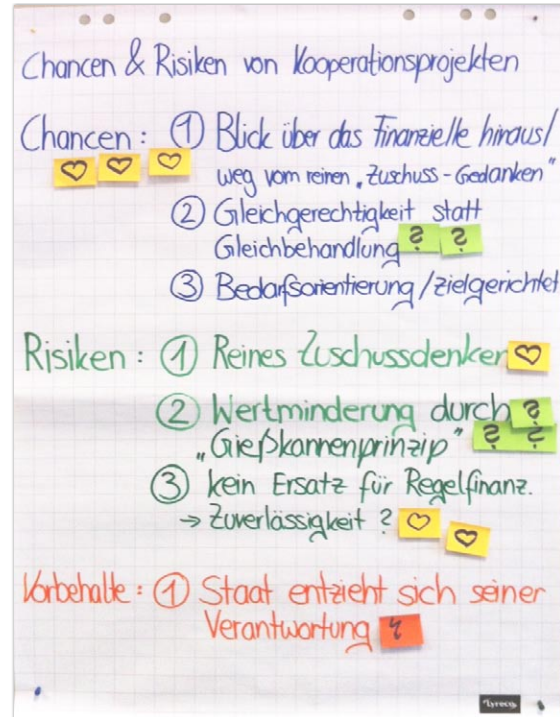 Chancen & Risiken von Kooperationsprojekten
Chancen: ① Blick über das Finanzielle hinaus/
weg vom reinen „Zuschuss-Gedanken"
② Gleichgerechtigkeit statt
Gleichbehandlung ? ?
③ Bedarfsorientierung/zielgerichtet
Risiken: ① Reines Zuschussdenken
② Wertminderung durch ?
„Gießkannenprinzip" ? ?
③ kein Ersatz für Regelfinanz.
→ Zuverlässigkeit ?
Vorbehalte: ① Staat entzieht sich seiner
Verantwortung